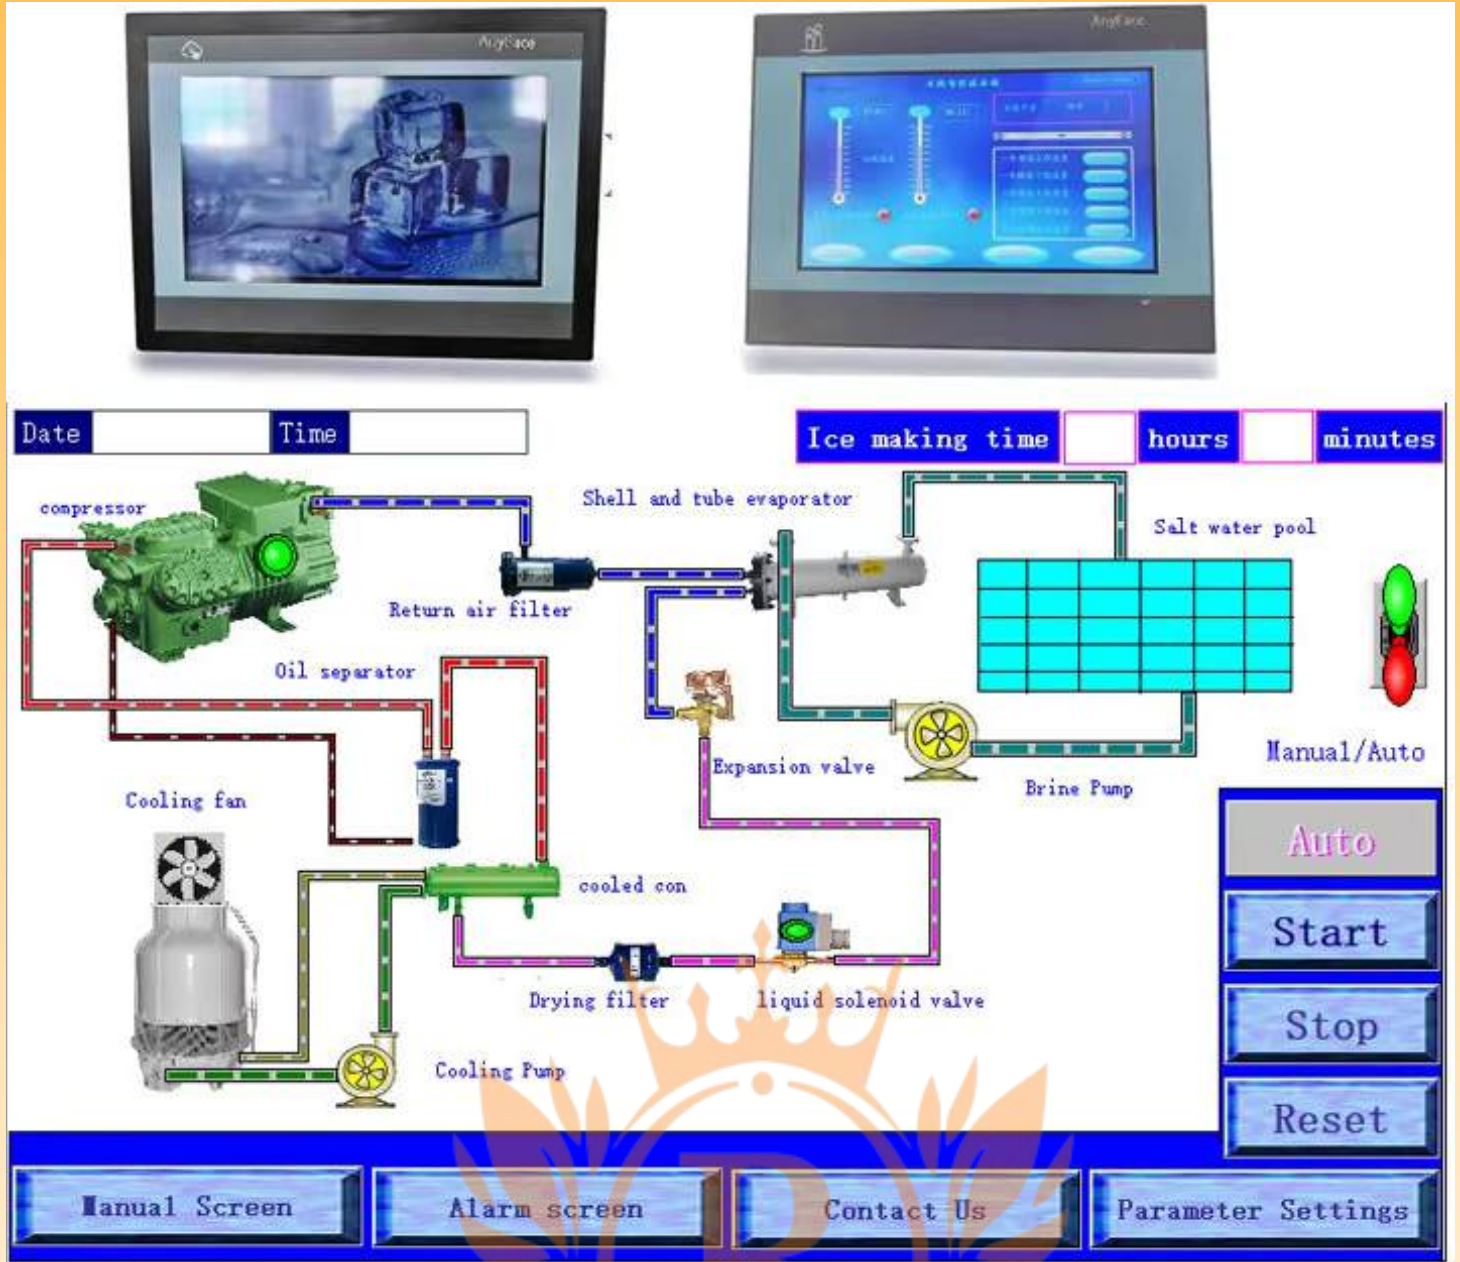 AnyFace
AnyFace
Date
Time
Ice making time
hours
minutes
compressor
Shell and tube evaporator
Salt water pool
Return air filter
Oil separator
Expansion valve
Manual/Auto
Brine Pump
Cooling fan
Auto
cooled con
Start
Drying filter
liquid solenoid valve
Stop
Cooling Pump
Reset
Manual Screen
Alarm screen
Contact Us
Parameter Settings